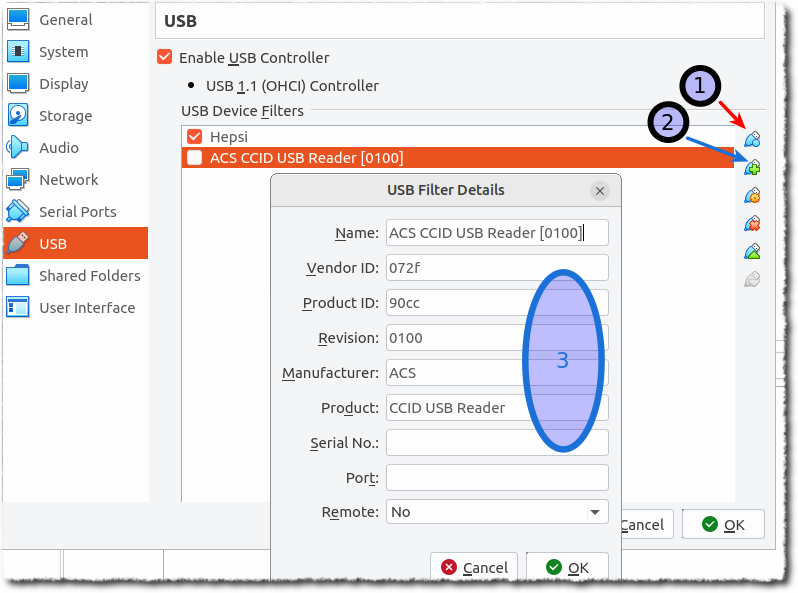 General
System
Display
Storage
Audio
Network
Serial Ports
USB
Shared Folders
User Interface
USB
Enable USB Controller
USB 1.1 (OHCI) Controller
USB Device Filters
Hepsi
ACS CCID USB Reader [0100]
1
2
USB Filter Details
Name: ACS CCID USB Reader [0100]
Vendor ID: 072f
Product ID: 90cc
Revision: 0100
Manufacturer: ACS
Product: CCID USB Reader
Serial No.:
Port:
Remote: No
3
Cancel OK
Cancel OK